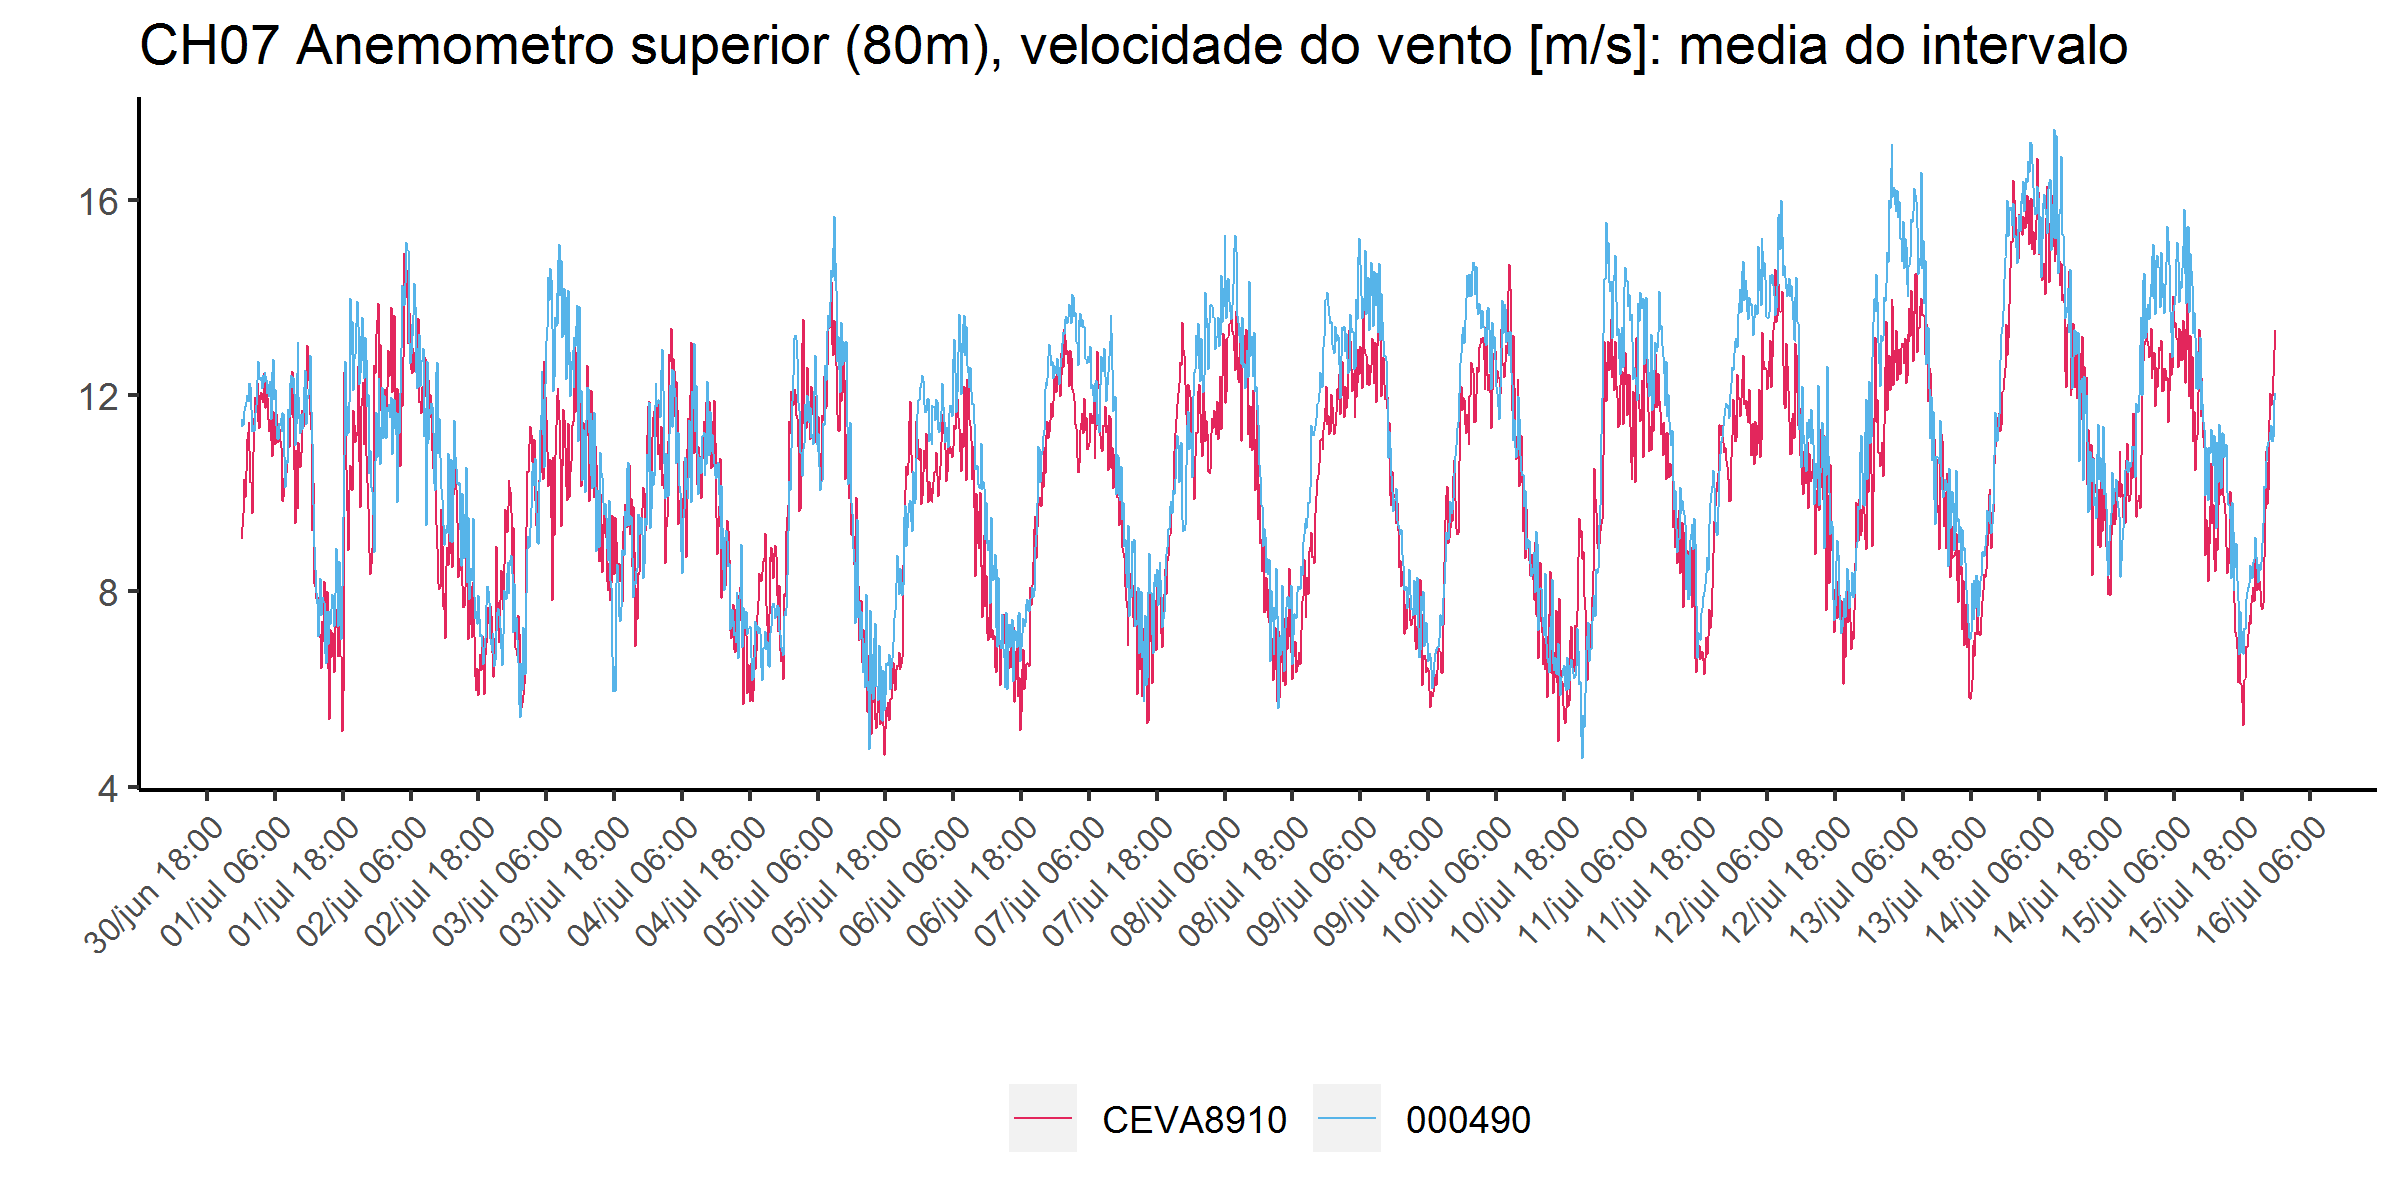 CH07 Anemometro superior (80m), velocidade do vento [m/s]: media do intervalo
16
12
8
4
30/jun 18:00
01/jul 06:00
01/jul 18:00
02/jul 06:00
02/jul 18:00
03/jul 06:00
03/jul 18:00
04/jul 06:00
04/jul 18:00
05/jul 06:00
05/jul 18:00
06/jul 06:00
06/jul 18:00
07/jul 06:00
07/jul 18:00
08/jul 06:00
08/jul 18:00
09/jul 06:00
09/jul 18:00
10/jul 06:00
10/jul 18:00
11/jul 06:00
11/jul 18:00
12/jul 06:00
12/jul 18:00
13/jul 06:00
13/jul 18:00
14/jul 06:00
14/jul 18:00
15/jul 06:00
15/jul 18:00
16/jul 06:00
CEVA8910 000490